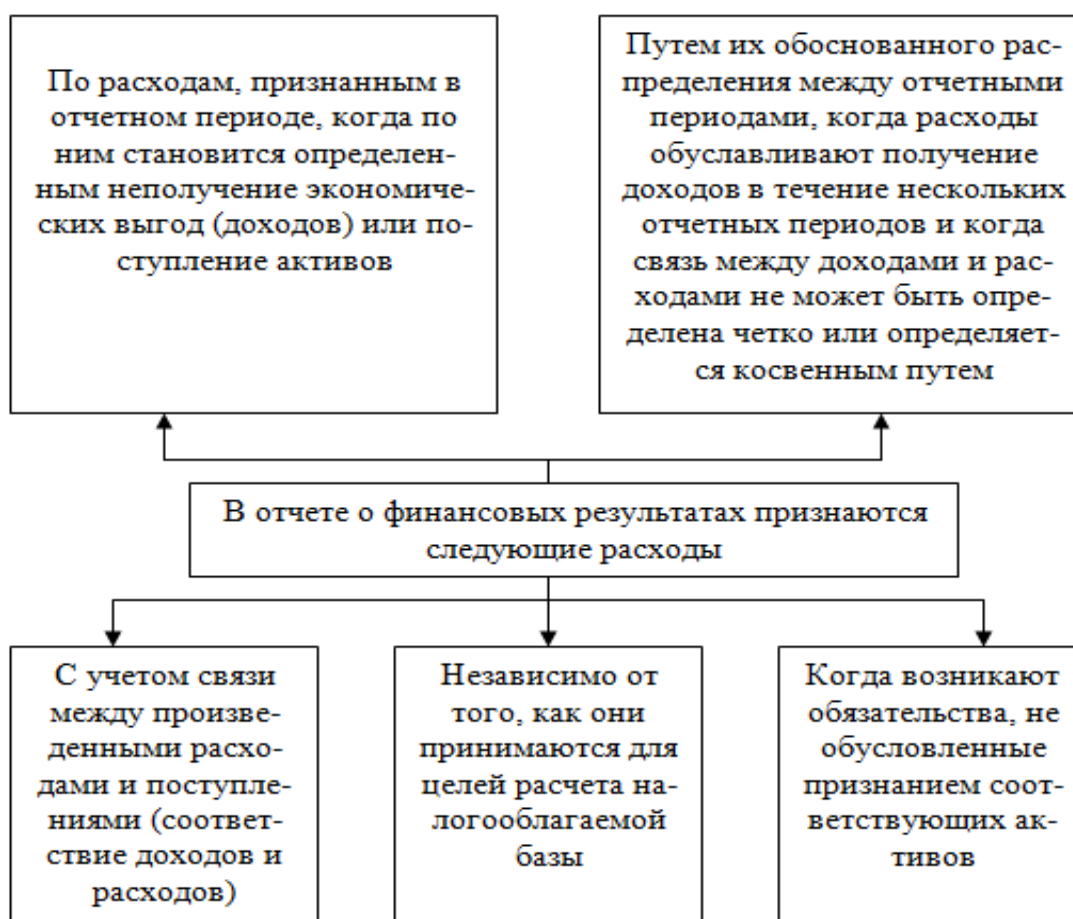 По расходам, признанным в
отчетном периоде, когда по
ним становится определен-
ным неполучение экономиче-
ских выгод (доходов) или по-
ступление активов
Путем их обоснованного рас-
пределения между отчетными
периодами, когда расходы
обуславливают получение
доходов в течение нескольких
отчетных периодов и когда
связь между доходами и рас-
ходами не может быть опре-
делена четко или определяет-
ся косвенным путем
В отчете о финансовых результатах признаются
следующие расходы
С учетом связи
между произве-
денными расхо-
дами и поступле-
ниями (соответ-
ствие доходов и
расходов)
Независимо от
того, как они
принимаются для
целей расчета на-
логооблагаемой
базы
Когда возникают
обязательства, не
обусловленные
признанием соот-
ветствующих ак-
тивов